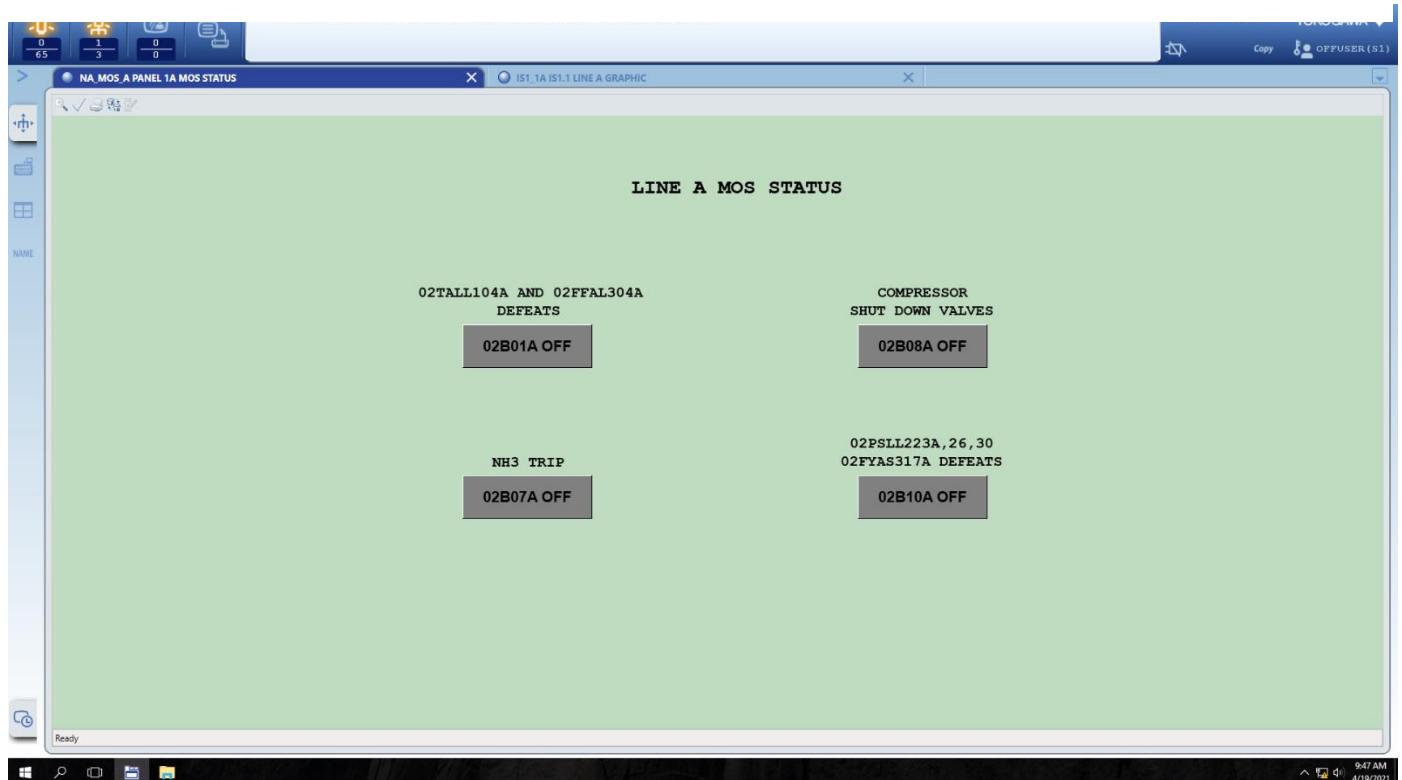 0
65
1
3
0
0
YOKOGAWA
Copy
OFFUSER(S1)
NA_MOS_A PANEL 1A MOS STATUS
IS1_1A IS1.1 LINE A GRAPHIC
NAME
LINE A MOS STATUS
02TALL104A AND 02FFAL304A
DEFEATS
02B01A OFF
COMPRESSOR
SHUT DOWN VALVES
02B08A OFF
NH3 TRIP
02B07A OFF
02PSLL223A,26,30
02FYAS317A DEFEATS
02B10A OFF
Ready
9:47 AM
4/19/2021